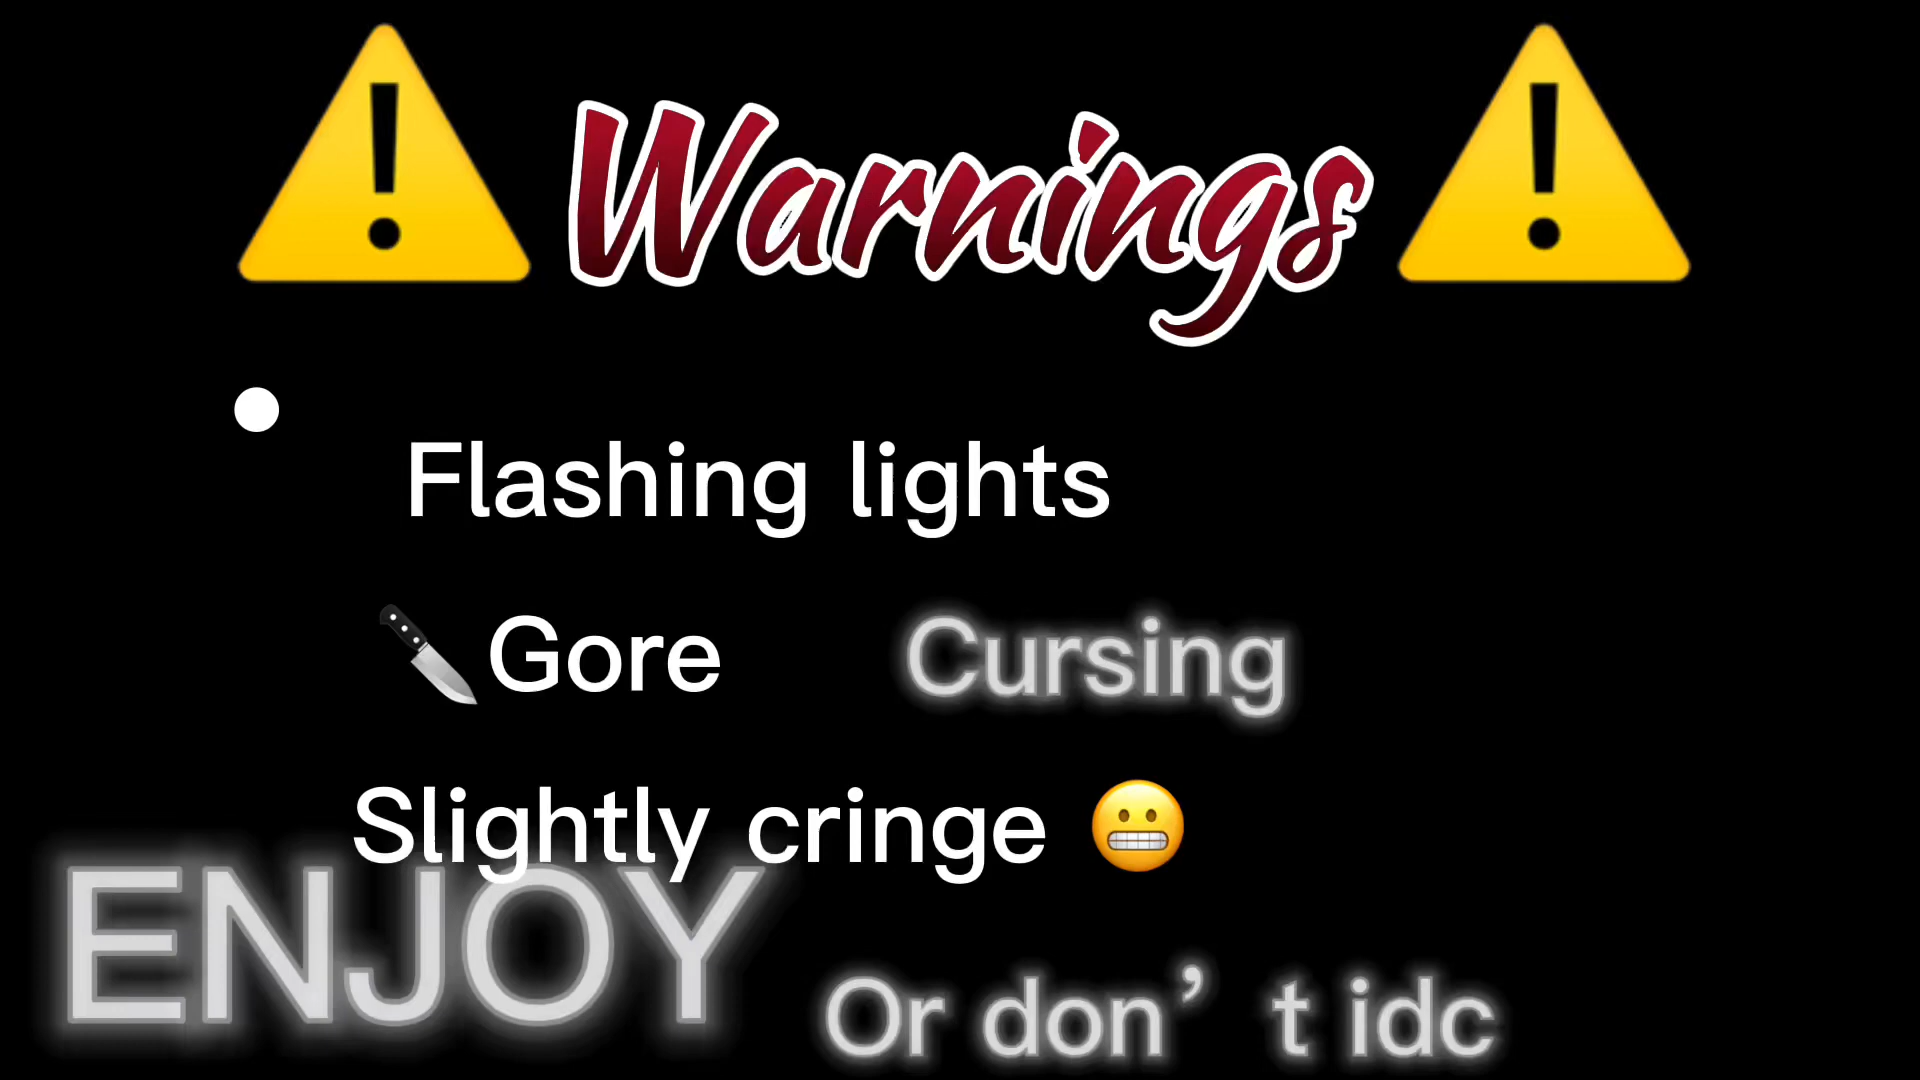 ⚠️ Warnings ⚠️
•
Flashing lights
🔪Gore Cursing
Slightly cringe 😬
ENJOY
Or don’t idc